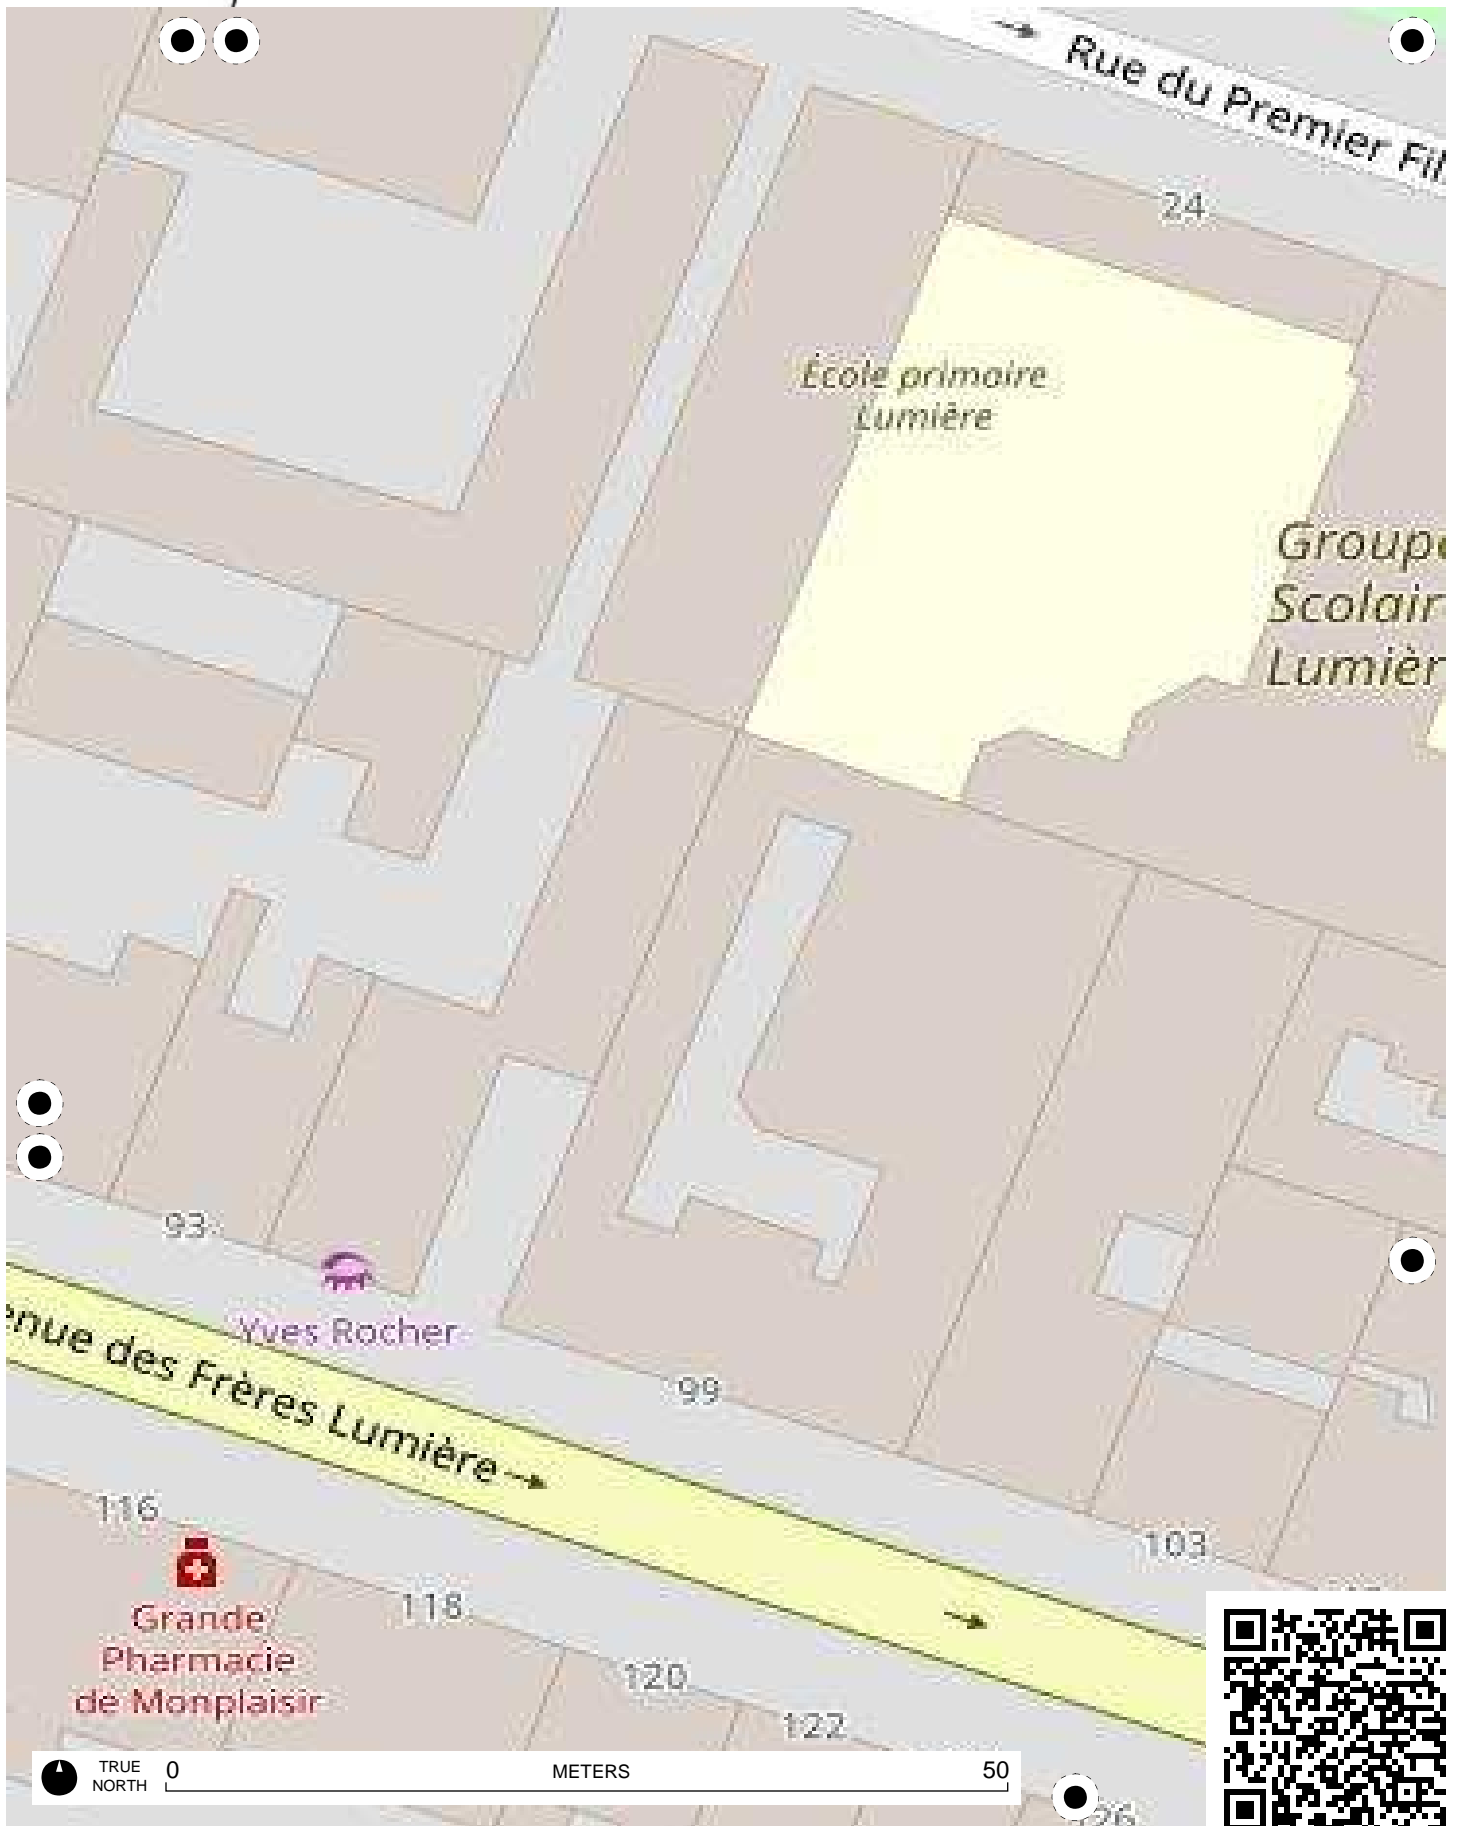 Rue du Premier Fil
24
École primaire
Lumière
Groupe
Scolair
Lumièr
93
Yves Rocher
enue des Frères Lumière
99
116
103
Grande
Pharmacie
de Monplaisir
118
120
122
26
TRUE
NORTH
0
METERS
50